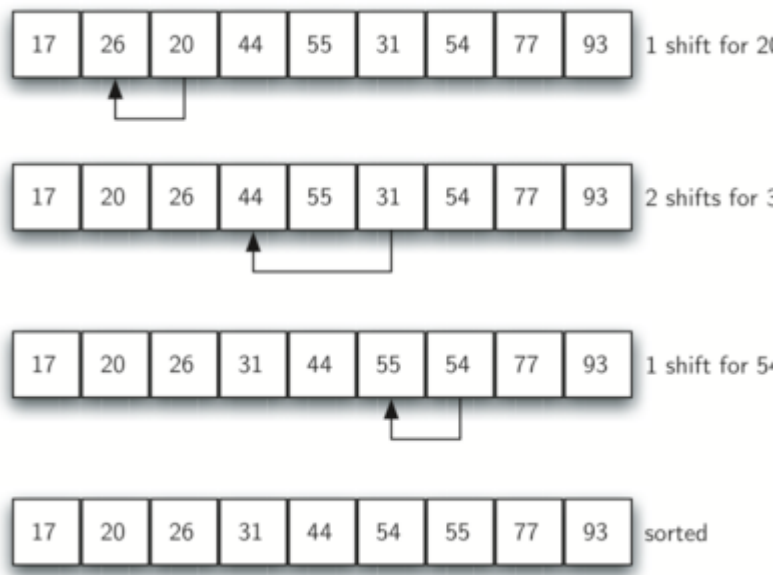 17 26 20 44 55 31 54 77 93 1 shift for 20
17 20 26 44 55 31 54 77 93 2 shifts for 3
17 20 26 31 44 55 54 77 93 1 shift for 54
17 20 26 31 44 54 55 77 93 sorted